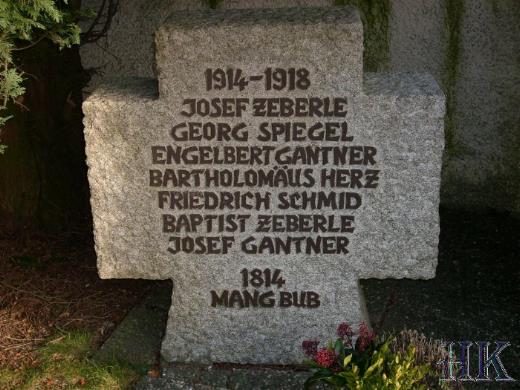 1914-1918
JOSEF ZEBERLE
GEORG SPIEGEL
ENGELBERT GANTNER
BARTHOLOMÄUS HERZ
FRIEDRICH SCHMID
BAPTIST ZEBERLE
JOSEF GANTNER
1814
MANG BUB
HK